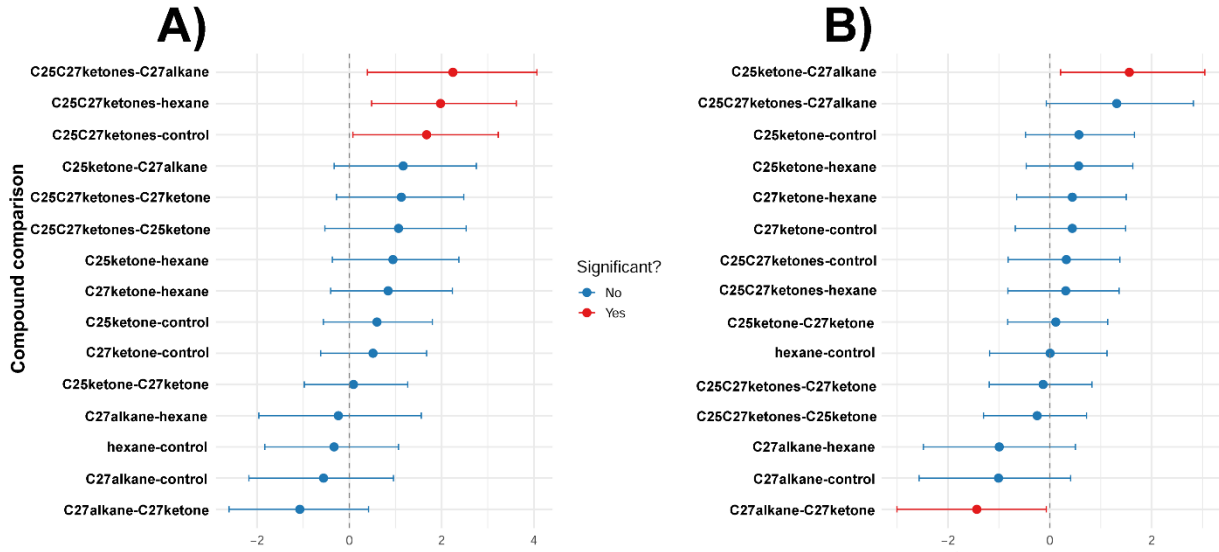 A)
Compound comparison
C25C27ketones-C27alkane
C25C27ketones-hexane
C25C27ketones-control
C25ketone-C27alkane
C25C27ketones-C27ketone
C25C27ketones-C25ketone
C25ketone-hexane
C27ketone-hexane
C25ketone-control
C27ketone-control
C25ketone-C27ketone
C27alkane-hexane
hexane-control
C27alkane-control
C27alkane-C27ketone
-2 0 2 4
Significant?
No
Yes
B)
C25ketone-C27alkane
C25C27ketones-C27alkane
C25ketone-control
C25ketone-hexane
C27ketone-hexane
C27ketone-control
C25C27ketones-control
C25C27ketones-hexane
C25ketone-C27ketone
hexane-control
C25C27ketones-C27ketone
C25C27ketones-C25ketone
C27alkane-hexane
C27alkane-control
C27alkane-C27ketone
-2 0 2